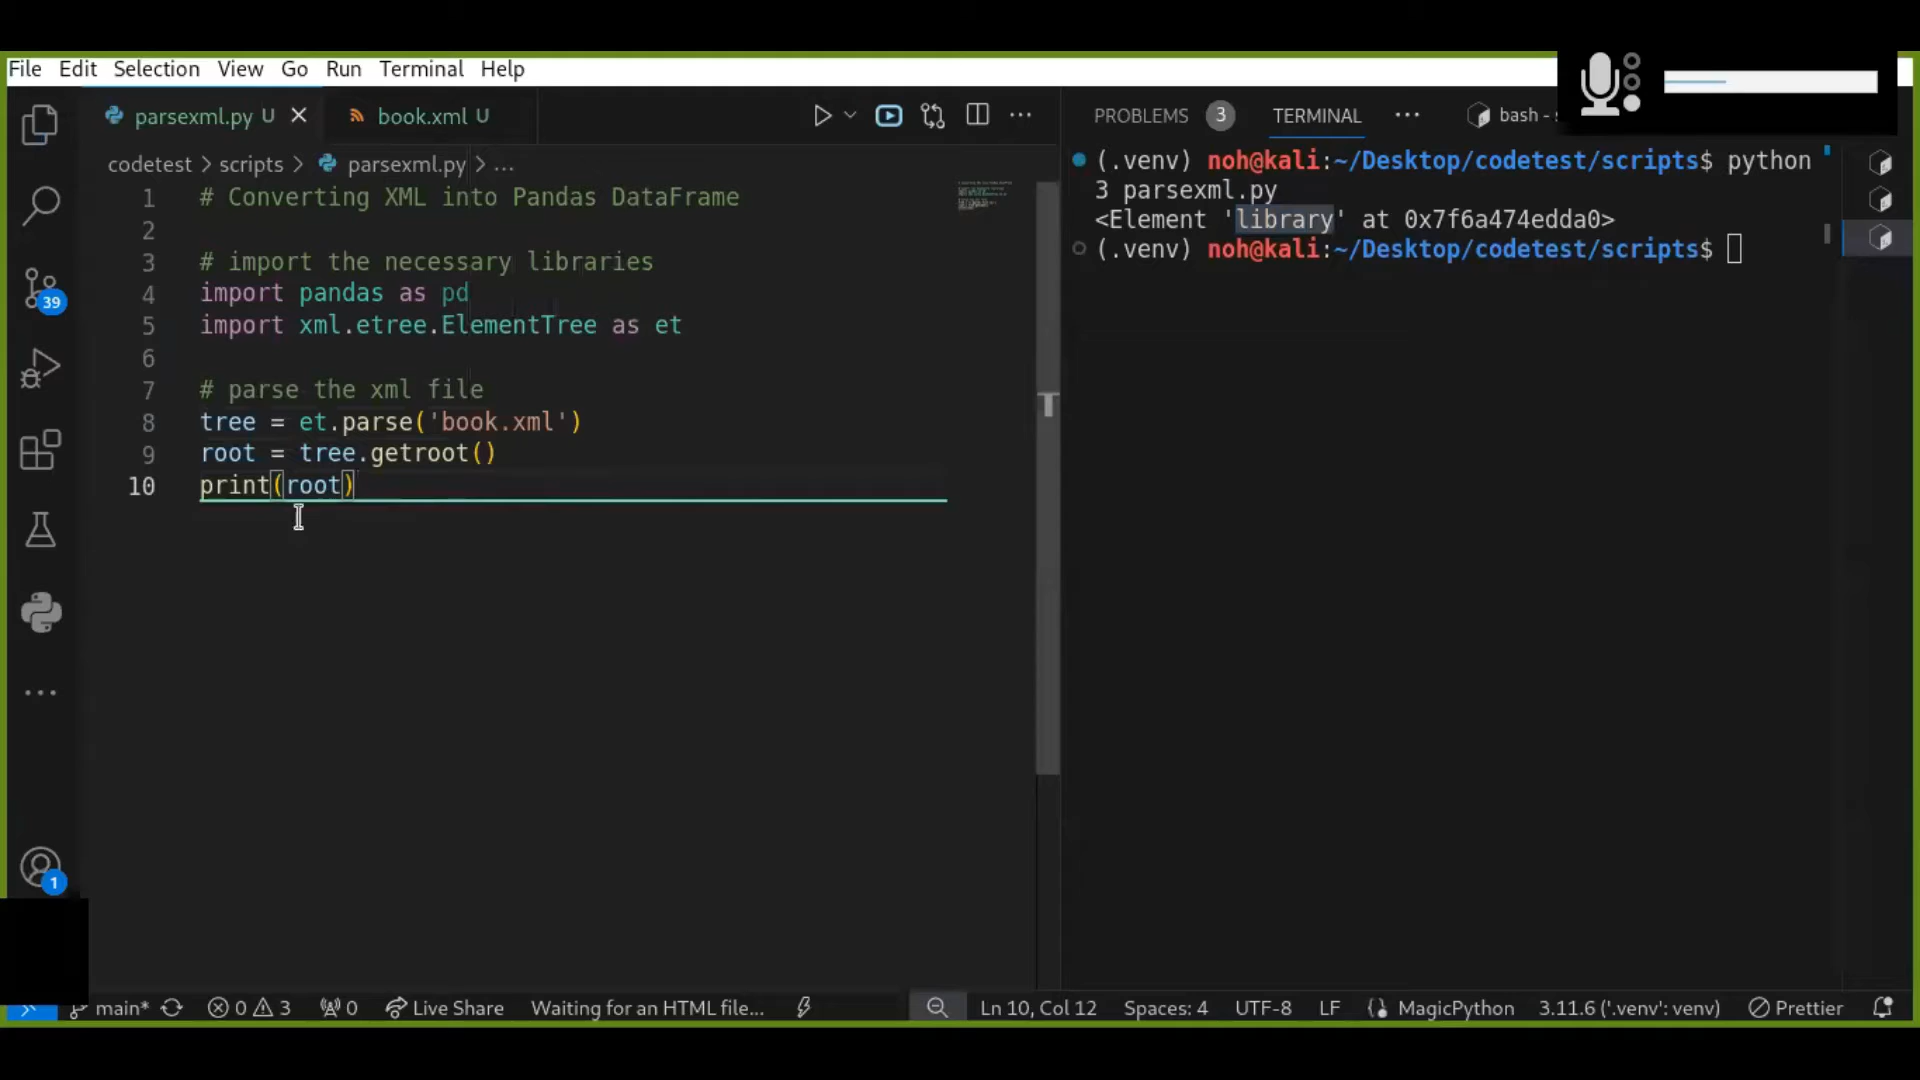 File Edit Selection View Go Run Terminal Help
parsexml.py U
book.xml U
codetest > scripts > parsexml.py > ...
1 # Converting XML into Pandas DataFrame
2
3 # import the necessary libraries
4 import pandas as pd
5 import xml.etree.ElementTree as et
6
7 # parse the xml file
8 tree = et.parse('book.xml')
9 root = tree.getroot()
10 print(root)
39
1
PROBLEMS 3 TERMINAL ... bash -
(.venv) noh@kali:~/Desktop/codetest/scripts$ python
3 parsexml.py
<Element 'library' at 0x7f6a474edda0>
(.venv) noh@kali:~/Desktop/codetest/scripts$
main* 0 3 0 Live Share Waiting for an HTML file... Ln 10, Col 12 Spaces: 4 UTF-8 LF MagicPython 3.11.6 ('.venv': venv) Prettier